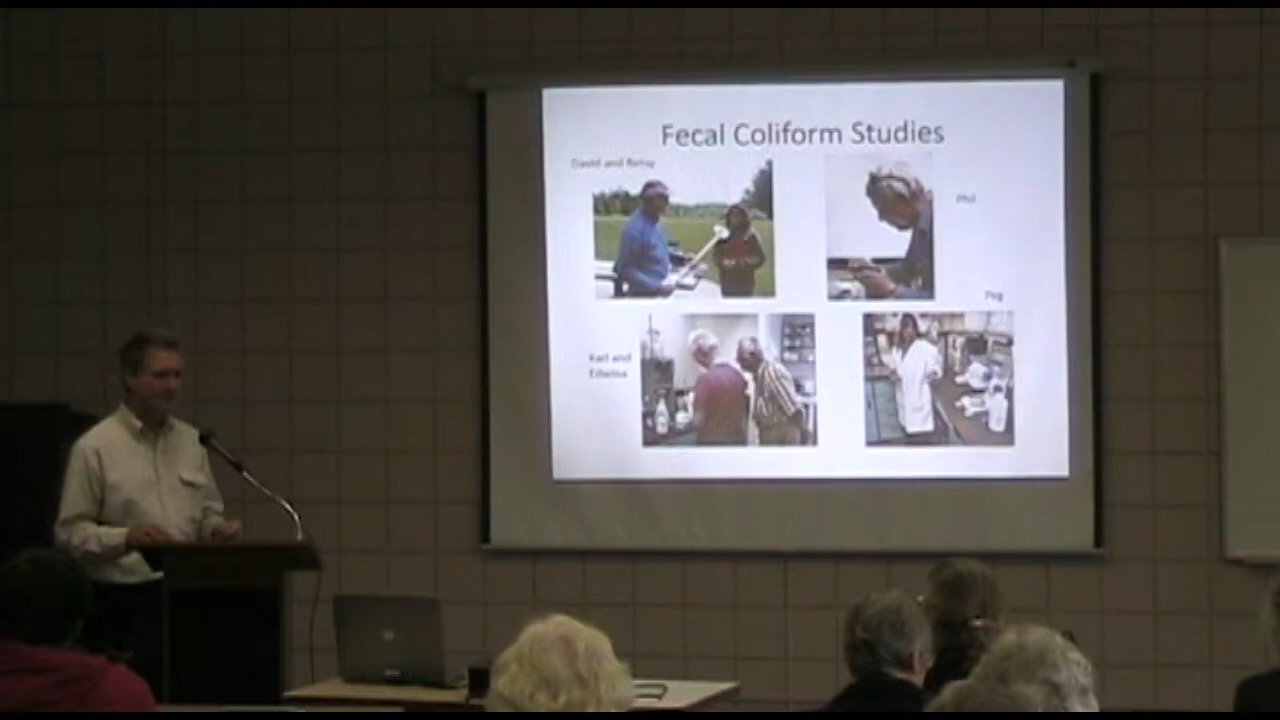 Fecal Coliform Studies
David and Betsy
Phil
Peg
Karl and
Edwina